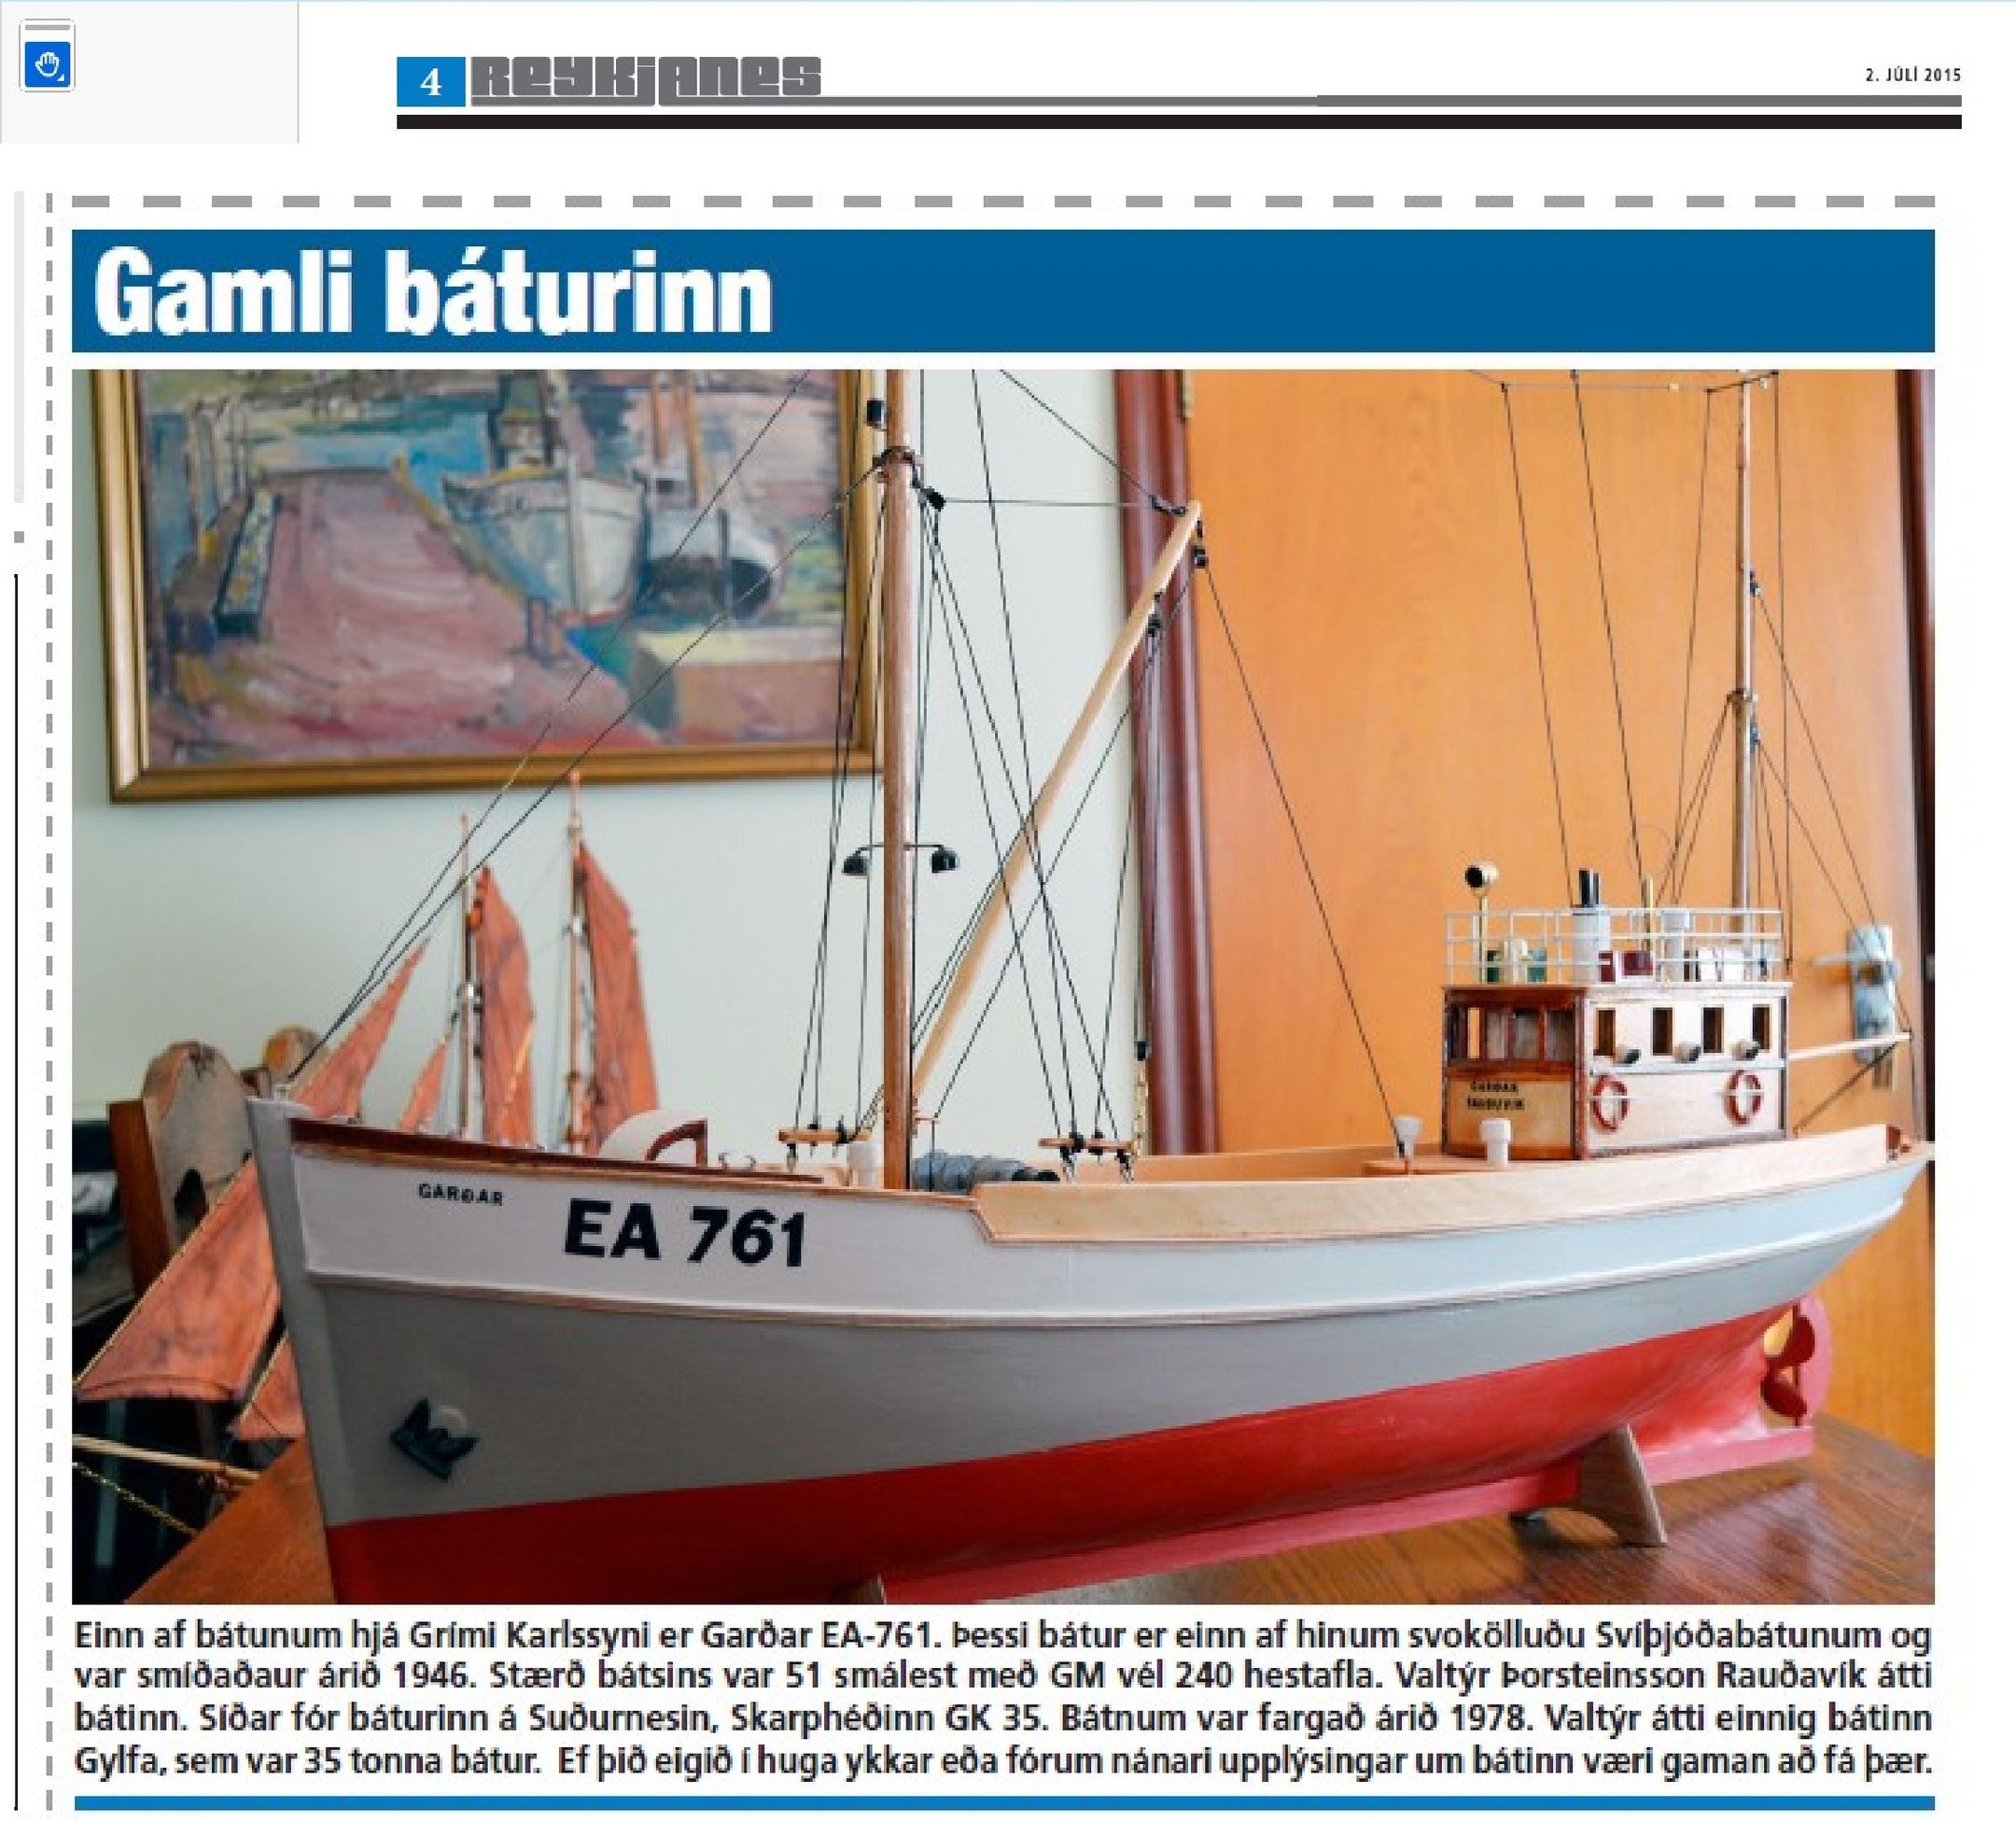 4 Reykjanes
2. JÚLÍ 2015
Gamli báturinn
GARÐAR
RAUÐUVIK
GARÐAR
EA 761
Einn af bátunum hjá Grími Karlssyni er Garðar EA-761. Þessi bátur er einn af hinum svokölluðu Svíþjóðabátunum og
var smíðaðaur árið 1946. Stærð bátsins var 51 smálest með GM vél 240 hestafla. Valtýr Þorsteinsson Rauðavík átti
bátinn. Síðar fór báturinn á Suðurnesin, Skarphéðinn GK 35. Bátnum var fargað árið 1978. Valtýr átti einnig bátinn
Gylfa, sem var 35 tonna bátur. Ef þið eigið í huga ykkar eða fórum nánari upplýsingar um bátinn væri gaman að fá þær.